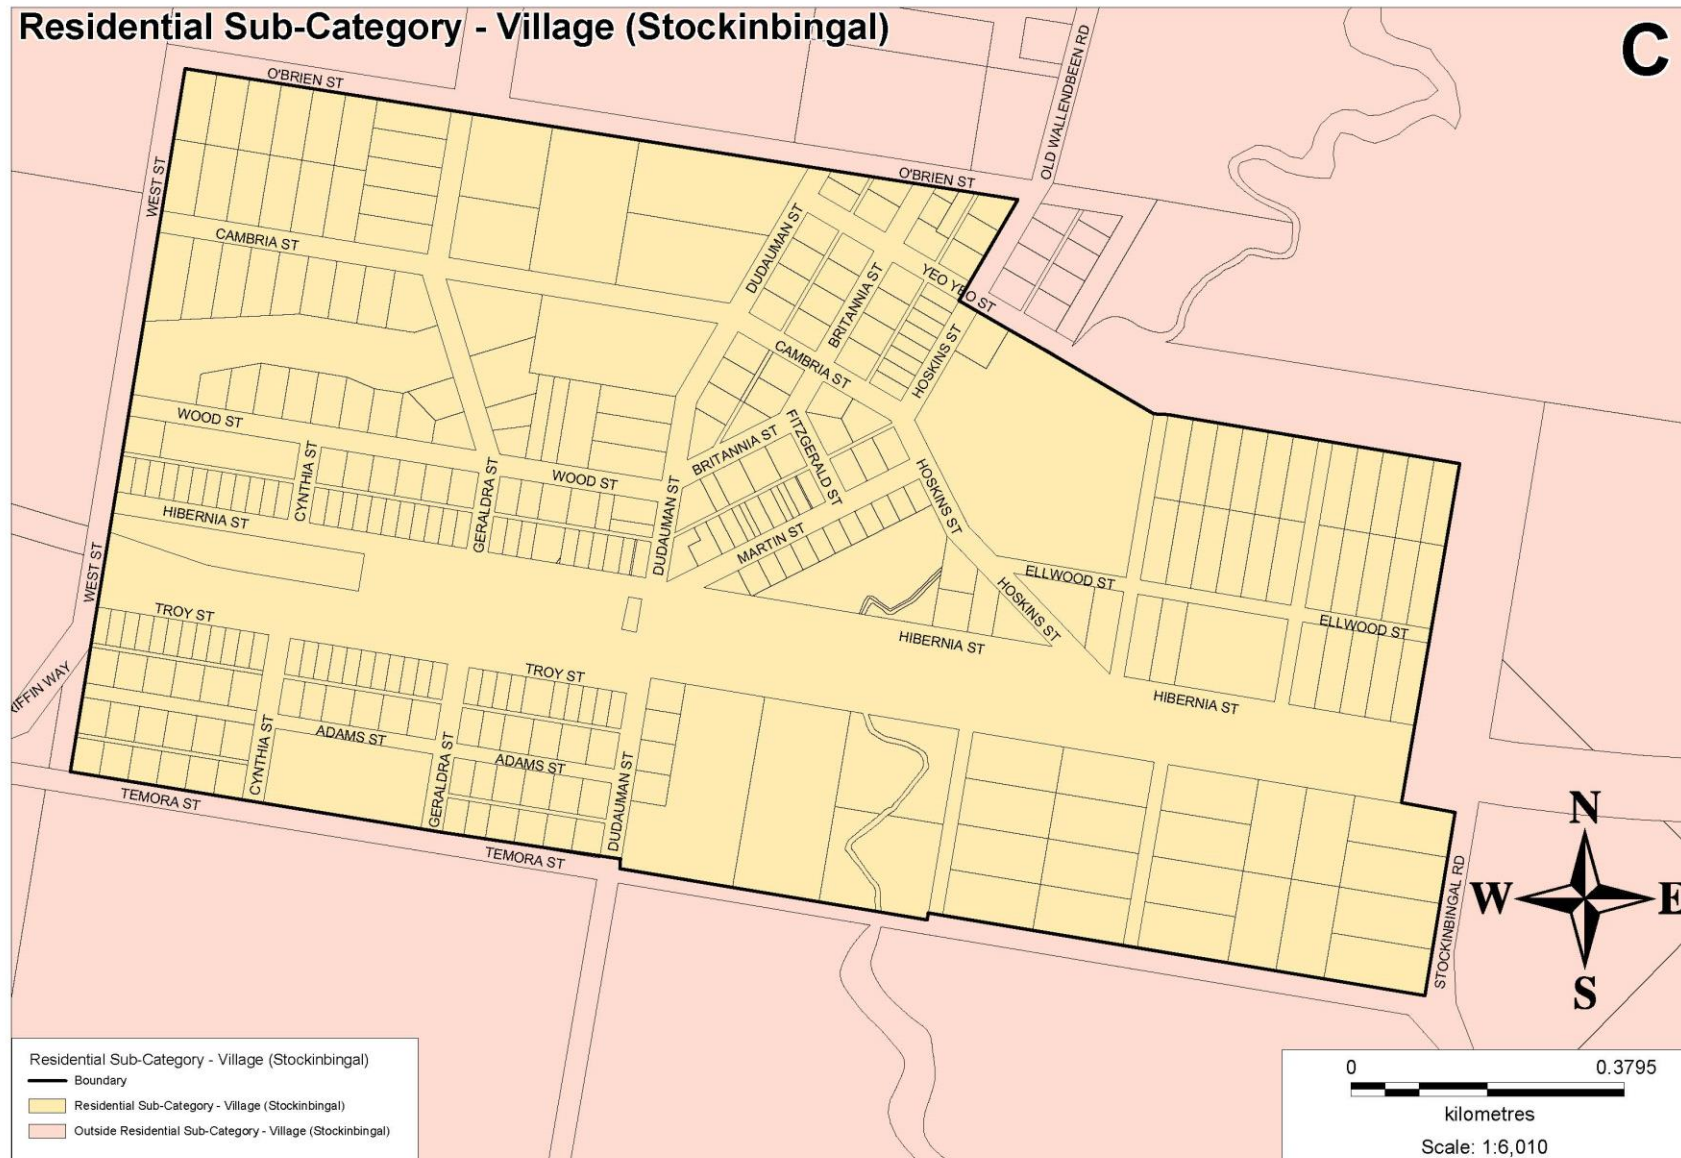 Residential Sub-Category - Village (Stockinbingal)
C
O'BRIEN ST
OLD WALLENDBEEN RD
WEST ST
O'BRIEN ST
CAMBRIA ST
DUDAUMAN ST
YEO YEO ST
BRITANNIA ST
CAMBRIA ST
HOSKINS ST
WOOD ST
BRITANNIA ST
FITZGERALD ST
CYNTHIA ST
GERALDRA ST
WOOD ST
DUDAUMAN ST
HOSKINS ST
HIBERNIA ST
MARTIN ST
WEST ST
ELLWOOD ST
HOSKINS ST
ELLWOOD ST
TROY ST
HIBERNIA ST
TROY ST
HIBERNIA ST
IFFIN WAY
CYNTHIA ST
ADAMS ST
GERALDRA ST
ADAMS ST
DUDAUMAN ST
TEMORA ST
TEMORA ST
STOCKINBINGAL RD
N
W
E
S
Residential Sub-Category - Village (Stockinbingal)
Boundary
Residential Sub-Category - Village (Stockinbingal)
Outside Residential Sub-Category - Village (Stockinbingal)
0 0.3795
kilometres
Scale: 1:6,010